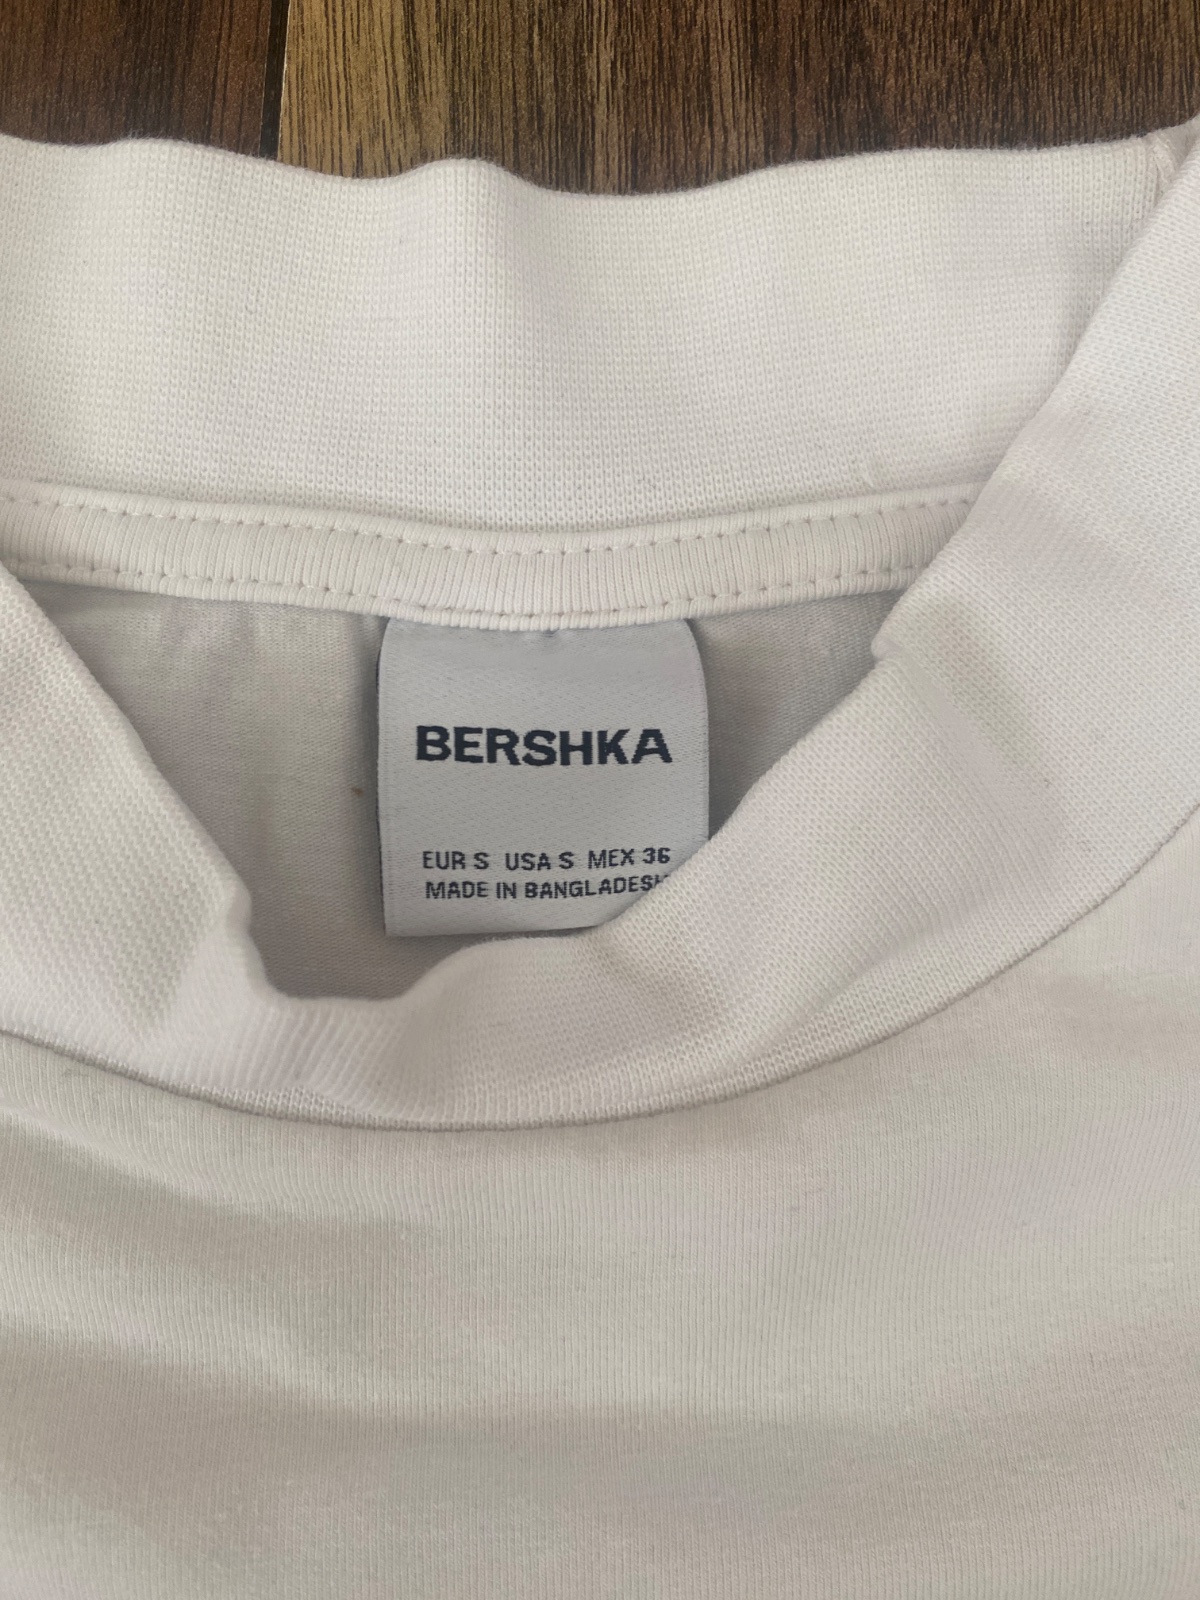 BERSHKA
EUR S USA S MEX 36
MADE IN BANGLADESH